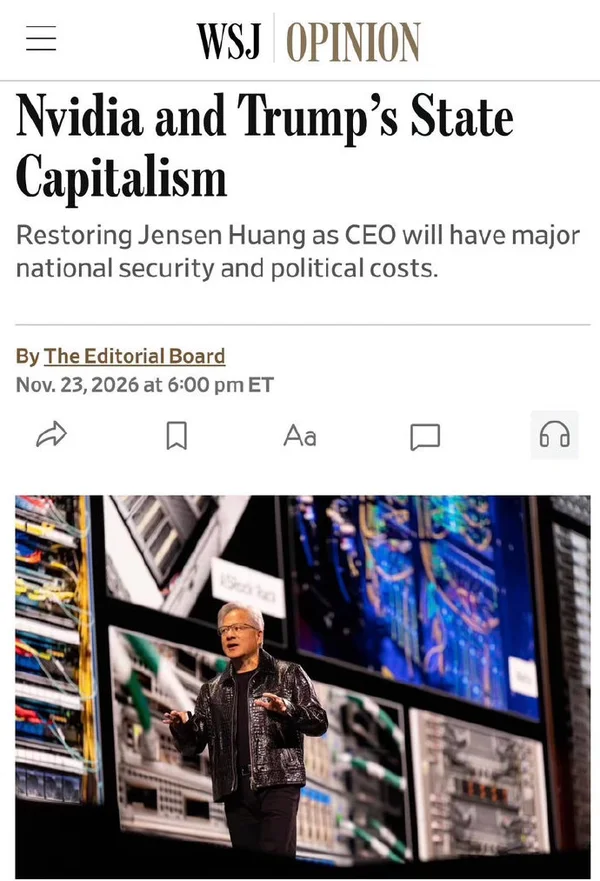 WSJ OPINION
Nvidia and Trump's State
Capitalism
Restoring Jensen Huang as CEO will have major
national security and political costs.
By The Editorial Board
Nov. 23, 2026 at 6:00 pm ET
Aa